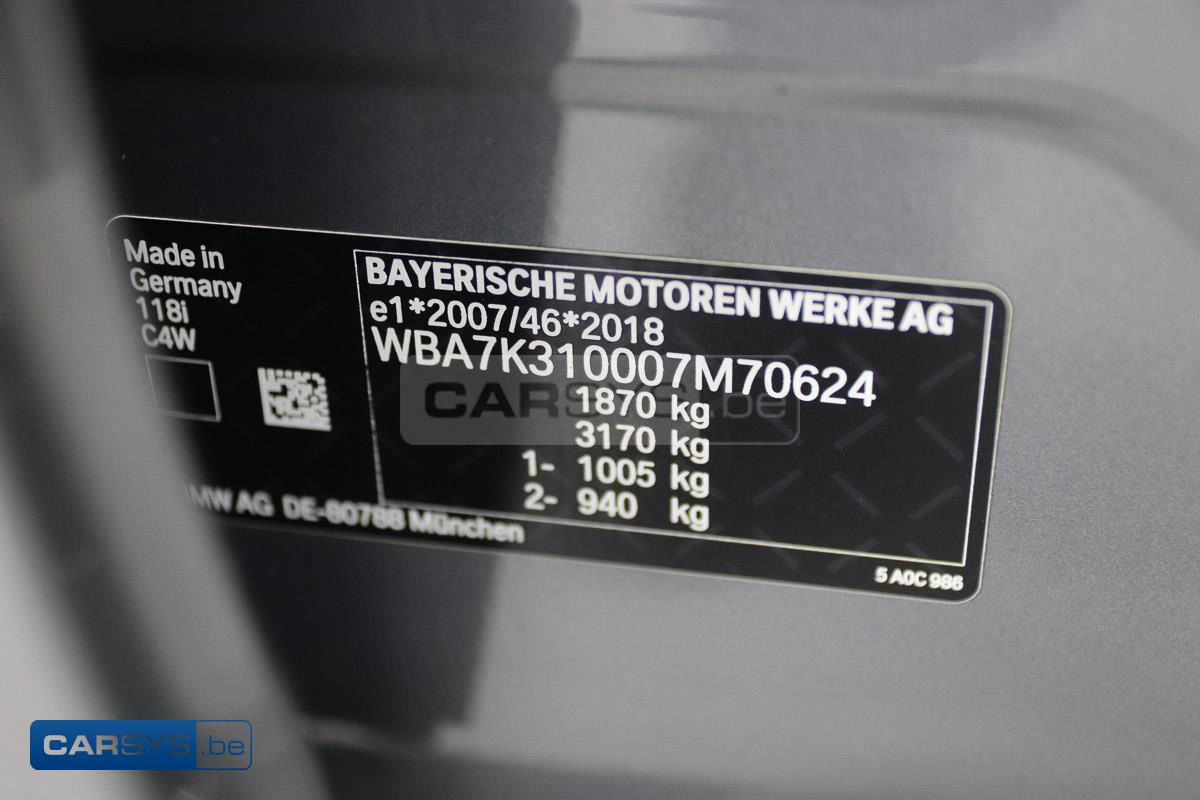 Made in
Germany
118i
C4W
BAYERISCHE MOTOREN WERKE AG
e1*2007/46*2018
WBA7K310007M70624
1870 kg
3170 kg
1- 1005 kg
2- 940 kg
MW AG DE-80788 München
5 A0C 986
CARSYS.be
CARSYS.be